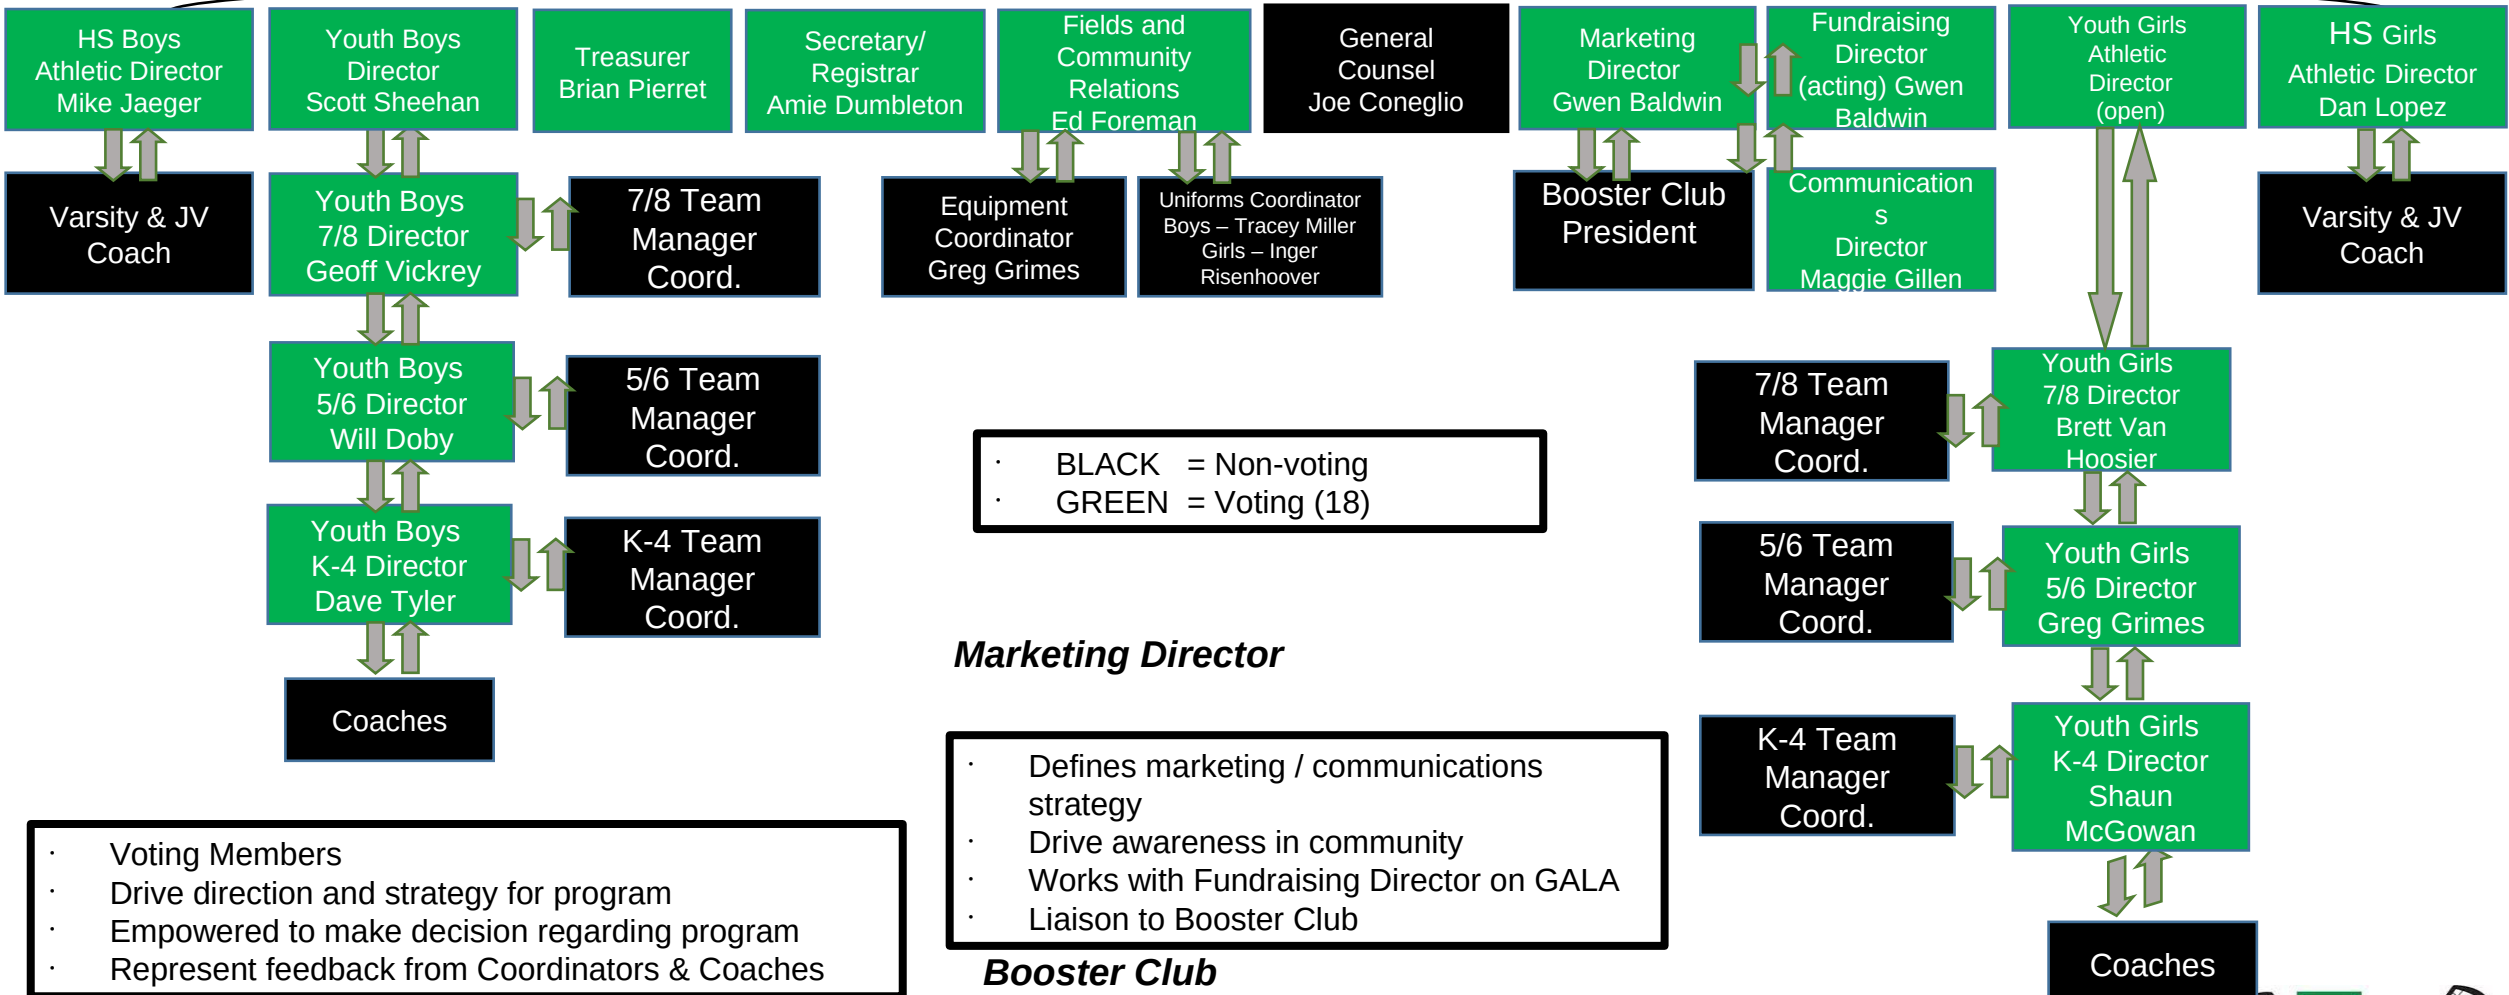 HS Boys
Athletic Director
Mike Jaeger
Youth Boys
Director
Scott Sheehan
Treasurer
Brian Pierret
Secretary/
Registrar
Amie Dumbleton
Fields and
Community
Relations
Ed Foreman
General
Counsel
Joe Coneglio
Marketing
Director
Gwen Baldwin
Fundraising
Director
(acting) Gwen
Baldwin
Youth Girls
Athletic
Director
(open)
HS Girls
Athletic Director
Dan Lopez
Varsity & JV
Coach
Youth Boys
7/8 Director
Geoff Vickrey
7/8 Team
Manager
Coord.
Equipment
Coordinator
Greg Grimes
Uniforms Coordinator
Boys – Tracey Miller
Girls – Inger
Risenhoover
Booster Club
President
Communication
s
Director
Maggie Gillen
Varsity & JV
Coach
Youth Boys
5/6 Director
Will Doby
5/6 Team
Manager
Coord.
7/8 Team
Manager
Coord.
Youth Girls
7/8 Director
Brett Van
Hoosier
· BLACK = Non-voting
· GREEN = Voting (18)
Youth Boys
K-4 Director
Dave Tyler
K-4 Team
Manager
Coord.
5/6 Team
Manager
Coord.
Youth Girls
5/6 Director
Greg Grimes
Coaches
Marketing Director
· Defines marketing / communications
strategy
· Drive awareness in community
· Works with Fundraising Director on GALA
· Liaison to Booster Club
K-4 Team
Manager
Coord.
Youth Girls
K-4 Director
Shaun
McGowan
· Voting Members
· Drive direction and strategy for program
· Empowered to make decision regarding program
· Represent feedback from Coordinators & Coaches
Booster Club
Coaches